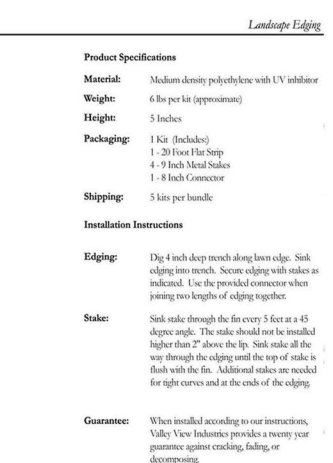 Landscape Edging
Product Specifications
Material: Medium density polyethylene with UV inhibitor
Weight: 6 lbs per kit (approximate)
Height: 5 Inches
Packaging: 1 Kit (Includes:)
1 - 20 Foot Flat Strip
4 - 9 Inch Metal Stakes
1 - 8 Inch Connector
Shipping: 5 kits per bundle
Installation Instructions
Edging: Dig 4 inch deep trench along lawn edge. Sink
edging into trench. Secure edging with stakes as
indicated. Use the provided connector when
joining two lengths of edging together.
Stake: Sink stake through the fin every 5 feet at a 45
degree angle. The stake should not be installed
higher than 2" above the lip. Sink stake all the
way through the edging until the top of stake is
flush with the fin. Additional stakes are needed
for tight curves and at the ends of the edging.
Guarantee: When installed according to our instructions,
Valley View Industries provides a twenty year
guarantee against cracking, fading, or
decomposing.